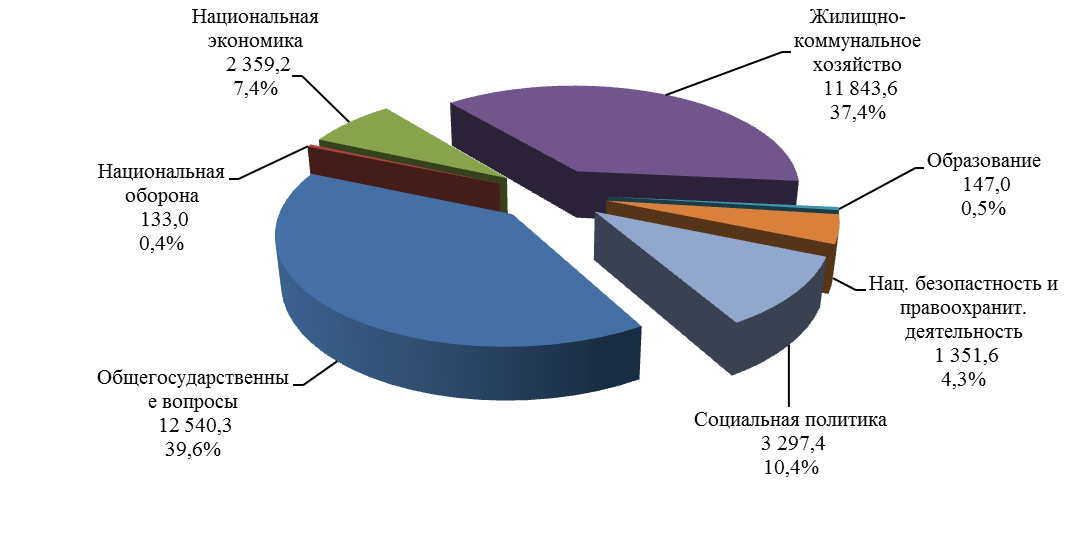 Национальная
экономика
2 359,2
7,4%
Жилищно-
коммунальное
хозяйство
11 843,6
37,4%
Образование
147,0
0,5%
Национальная
оборона
133,0
0,4%
Нац. безопастность и
правоохранит.
деятельность
1 351,6
4,3%
Общегосударственны
е вопросы
12 540,3
39,6%
Социальная политика
3 297,4
10,4%